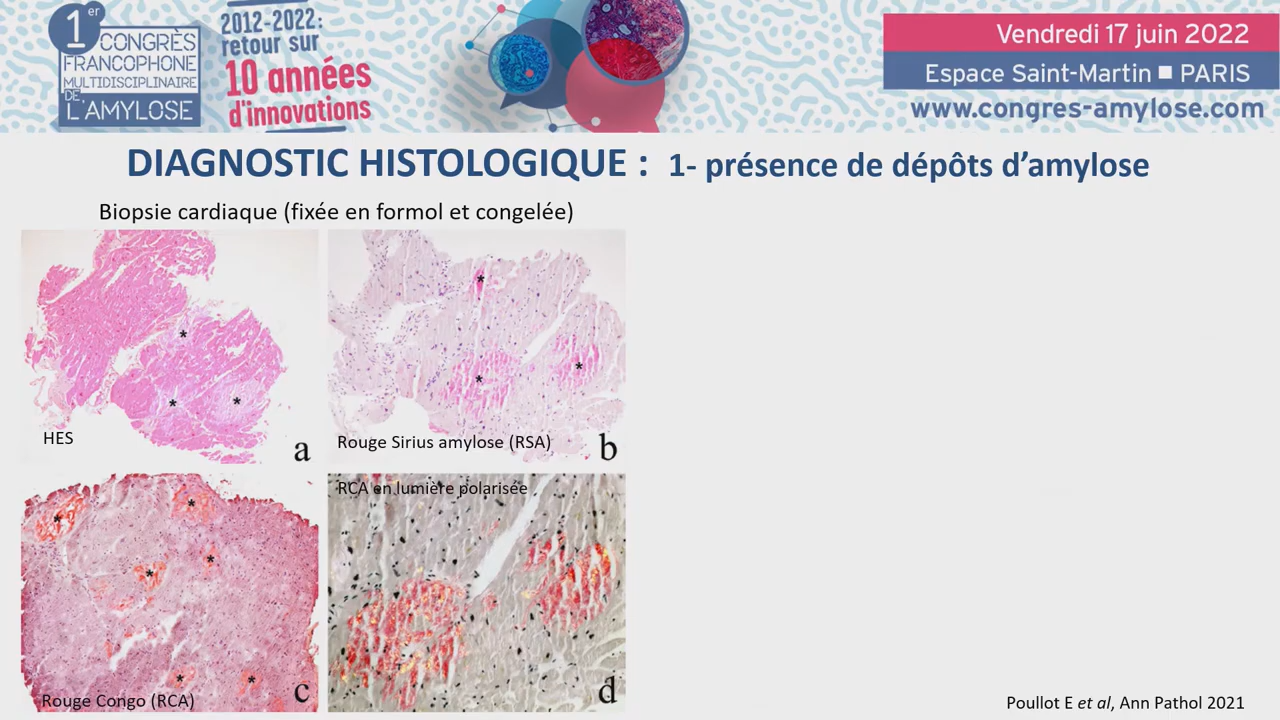 1er
CONGRÈS
FRANCOPHONE
MULTIDISCIPLINAIRE
DE
L'AMYLOSE
2012-2022:
retour sur
10 années
d'innovations
Vendredi 17 juin 2022
Espace Saint-Martin ■ PARIS
www.congres-amylose.com
DIAGNOSTIC HISTOLOGIQUE : 1- présence de dépôts d’amylose
Biopsie cardiaque (fixée en formol et congelée)
HES
a
Rouge Sirius amylose (RSA)
b
Rouge Congo (RCA)
c
RCA en lumière polarisée
d
Poullot E et al, Ann Pathol 2021